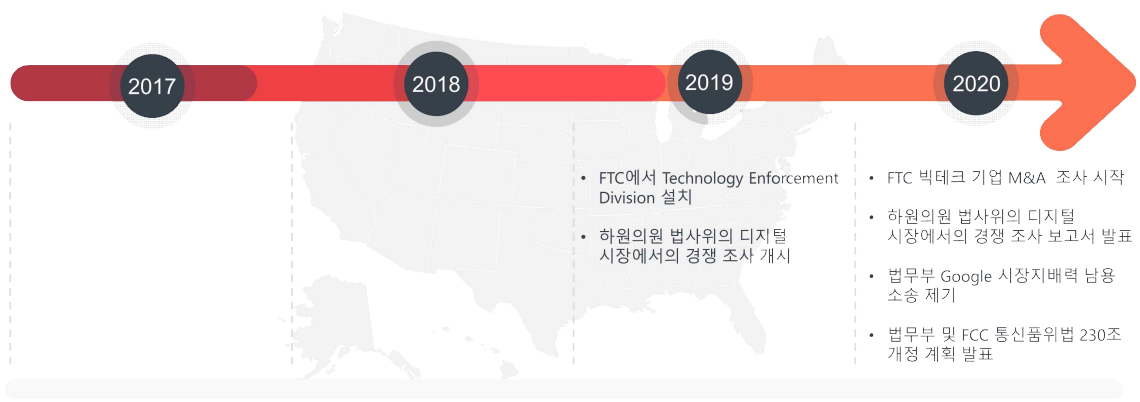 2017
2018
2019
2020
• FTC에서 Technology Enforcement
Division 설치
• 하원의원 법사위의 디지털
시장에서의 경쟁 조사 개시
• FTC 빅테크 기업 M&A 조사 시작
• 하원의원 법사위의 디지털
시장에서의 경쟁 조사 보고서 발표
• 법무부 Google 시장지배력 남용
소송 제기
• 법무부 및 FCC 통신품위법 230조
개정 계획 발표